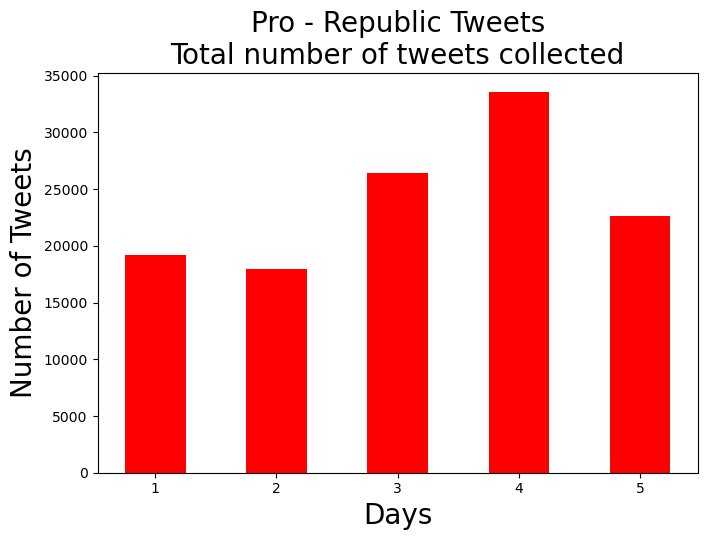 Pro - Republic Tweets
Total number of tweets collected
Number of Tweets
35000
30000
25000
20000
15000
10000
5000
0
1 2 3 4 5
Days